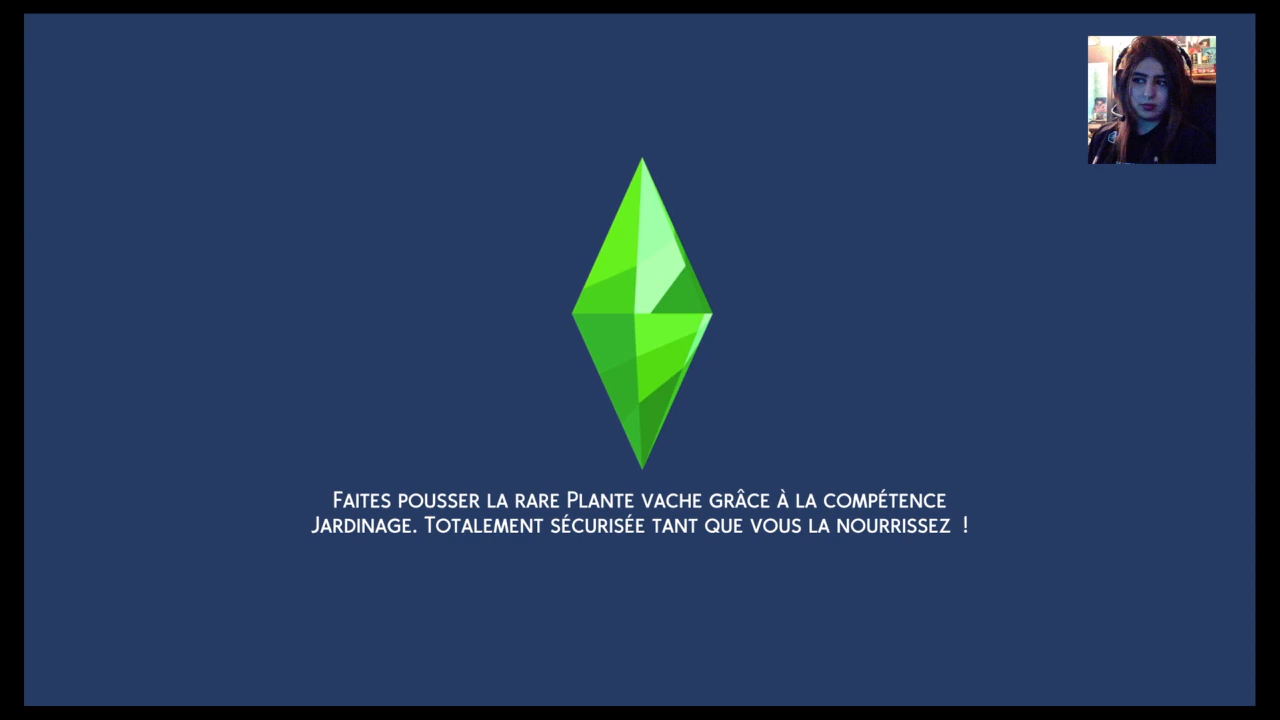 Faites pousser la rare Plante vache grâce à la compétence
Jardinage. Totalement sécurisée tant que vous la nourrissez !